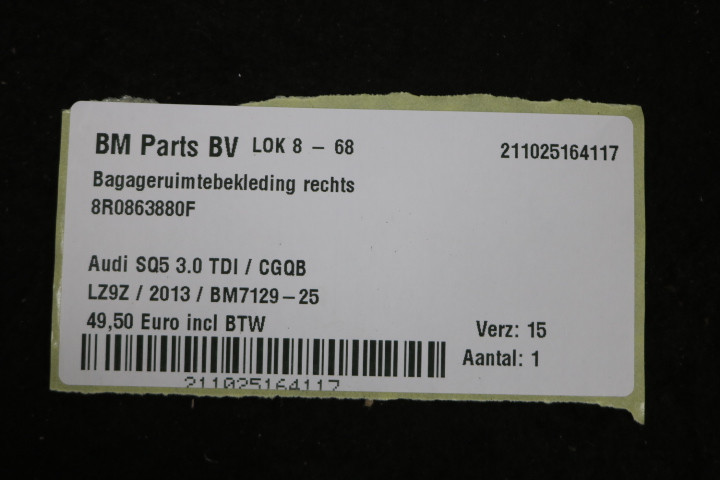 BM Parts BV LOK 8 - 68 211025164117
Bagageruimtebekleding rechts
8R0863880F
Audi SQ5 3.0 TDI / CGQB
LZ9Z / 2013 / BM7129-25
49,50 Euro incl BTW
Verz: 15
Aantal: 1
211025164117